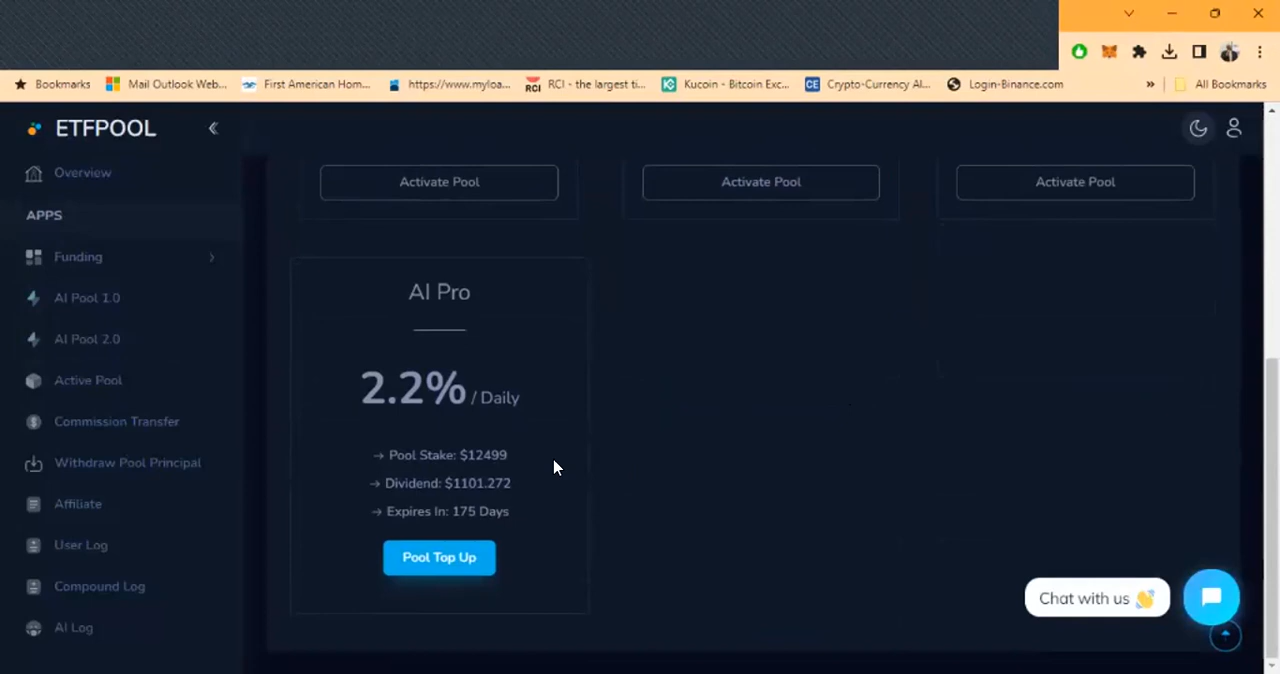 Bookmarks Mail Outlook Web... First American Hom... https://www.myloa... RCI RCI - the largest ti... Kucoin - Bitcoin Exc... CE Crypto-Currency AI... Login-Binance.com » All Bookmarks
ETFPOOL
Overview
APPS
Funding
AI Pool 1.0
AI Pool 2.0
Active Pool
Commission Transfer
Withdraw Pool Principal
Affiliate
User Log
Compound Log
AI Log
Activate Pool Activate Pool Activate Pool
AI Pro
2.2% / Daily
→ Pool Stake: $12499
→ Dividend: $1101.272
→ Expires In: 175 Days
Pool Top Up
Chat with us 👋